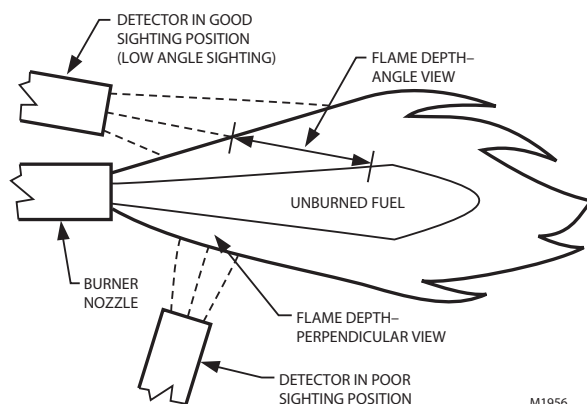 DETECTOR IN GOOD
SIGHTING POSITION
(LOW ANGLE SIGHTING)
FLAME DEPTH–
ANGLE VIEW
UNBURNED FUEL
BURNER
NOZZLE
FLAME DEPTH–
PERPENDICULAR VIEW
DETECTOR IN POOR
SIGHTING POSITION
M1956